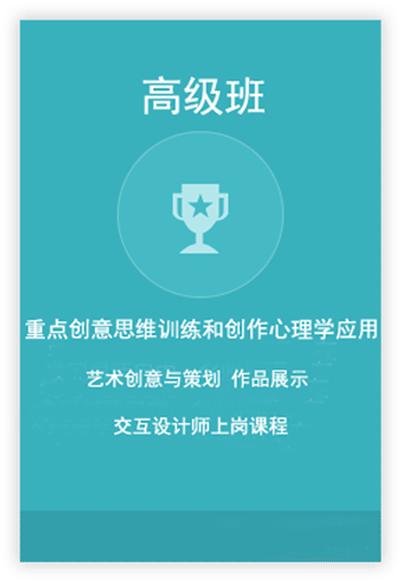 高级班
重点创意思维训练和创作心理学应用
艺术创意与策划 作品展示
交互设计师上岗课程